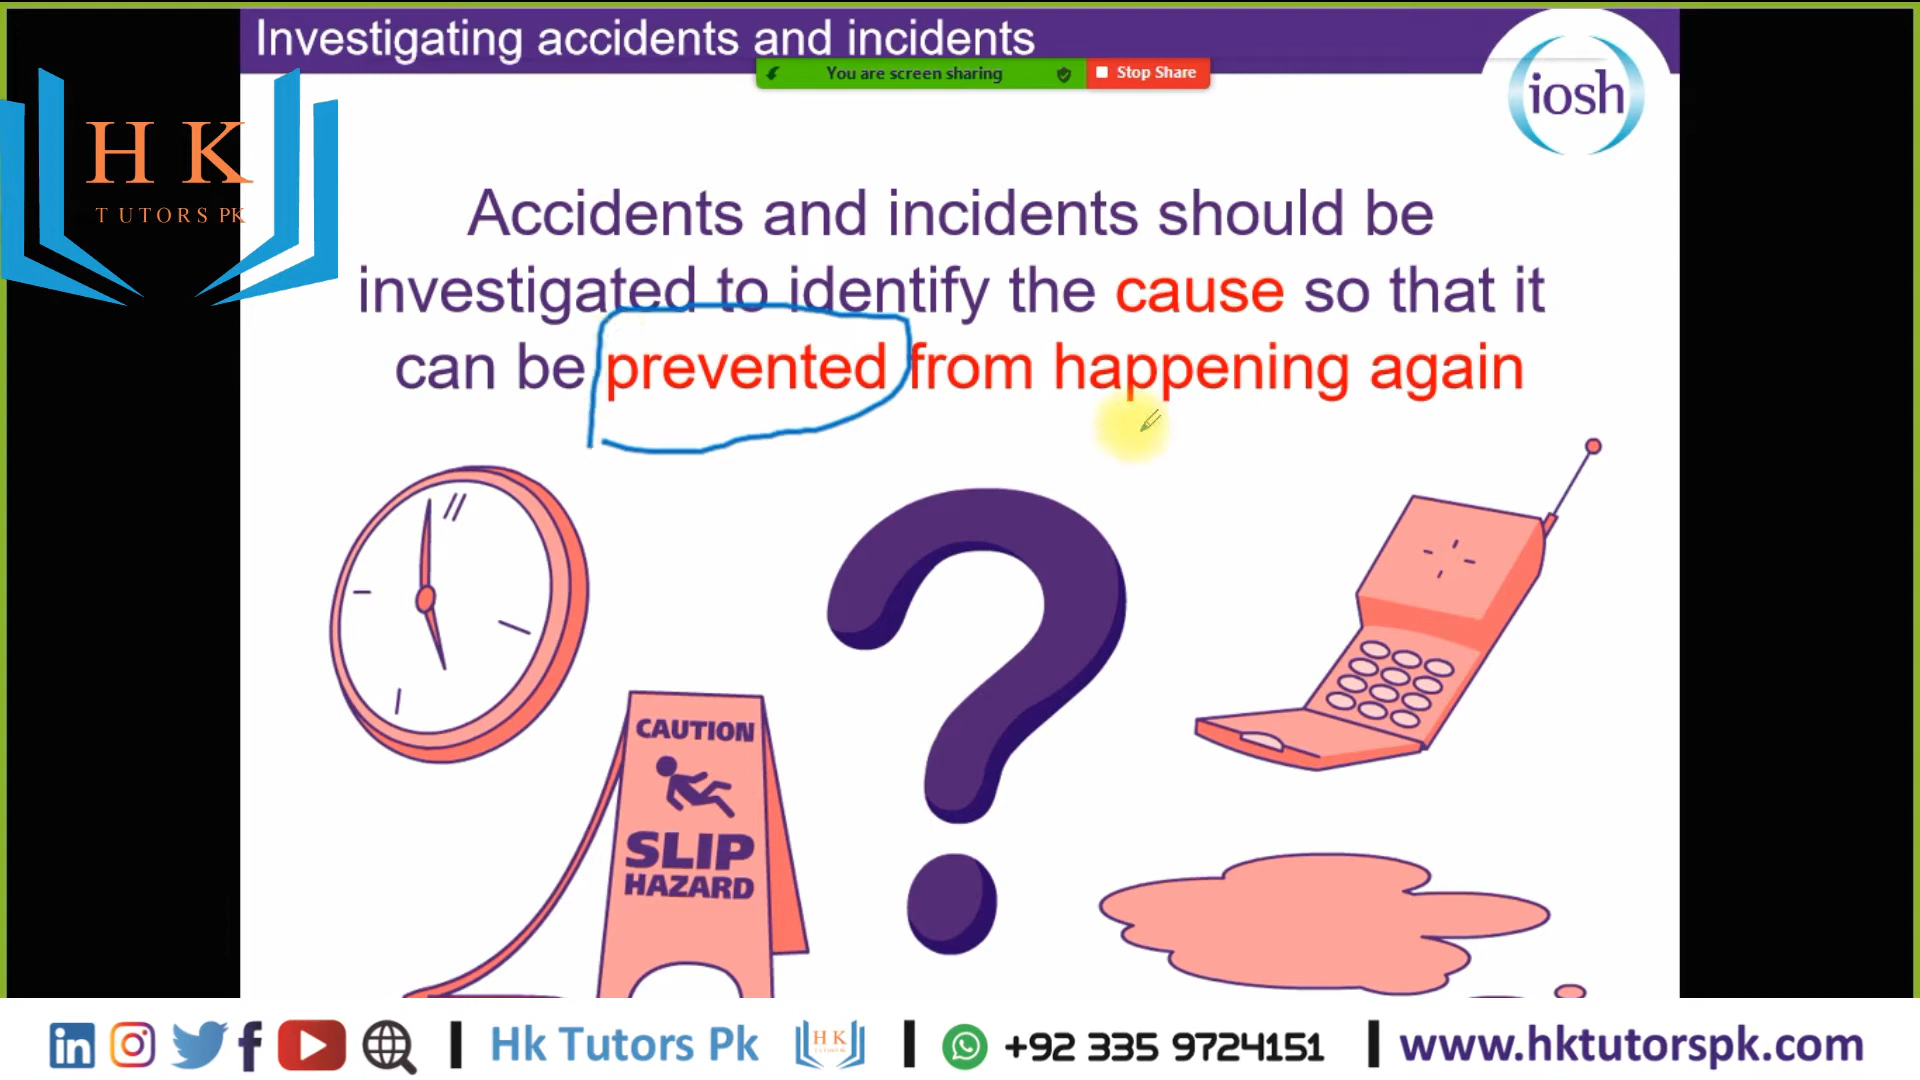 Investigating accidents and incidents
You are screen sharing
Stop Share
iosh
H K
TUTORS PK
Accidents and incidents should be
investigated to identify the cause so that it
can be prevented from happening again
CAUTION
SLIP
HAZARD
Hk Tutors Pk
H K
+92 335 9724151
www.hktutorspk.com